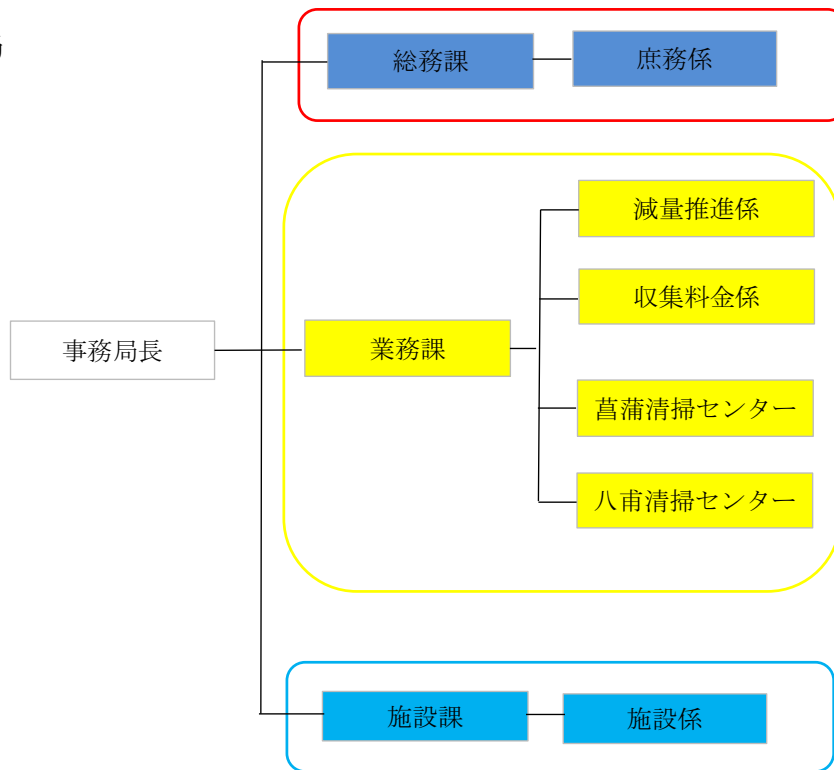 総務課
庶務係
減量推進係
収集料金係
事務局長
業務課
菖蒲清掃センター
八甫清掃センター
施設課
施設係